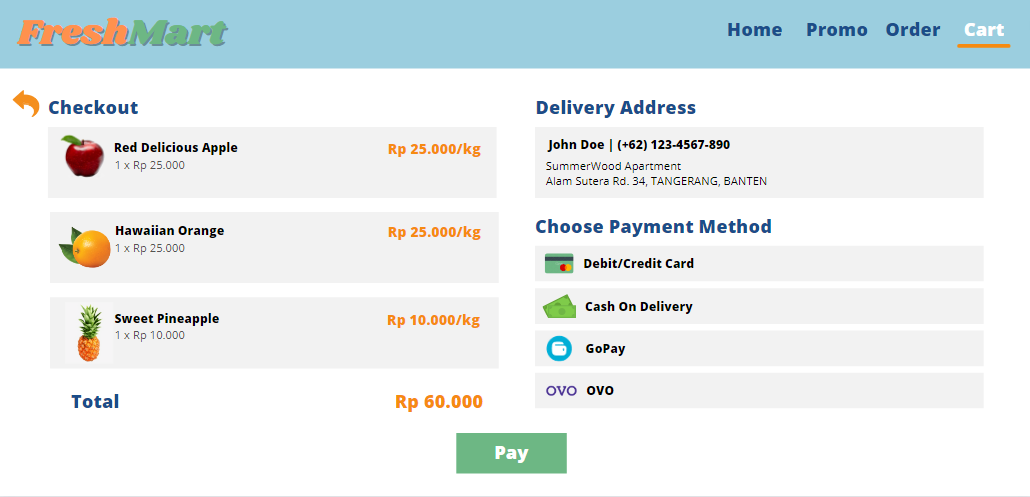 FreshMart
Home Promo Order Cart
Checkout
Red Delicious Apple
1 x Rp 25.000
Rp 25.000/kg
Hawaiian Orange
1 x Rp 25.000
Rp 25.000/kg
Sweet Pineapple
1 x Rp 10.000
Rp 10.000/kg
Total
Rp 60.000
Delivery Address
John Doe | (+62) 123-4567-890
SummerWood Apartment
Alam Sutera Rd. 34, TANGERANG, BANTEN
Choose Payment Method
Debit/Credit Card
Cash On Delivery
GoPay
OVO OVO
Pay